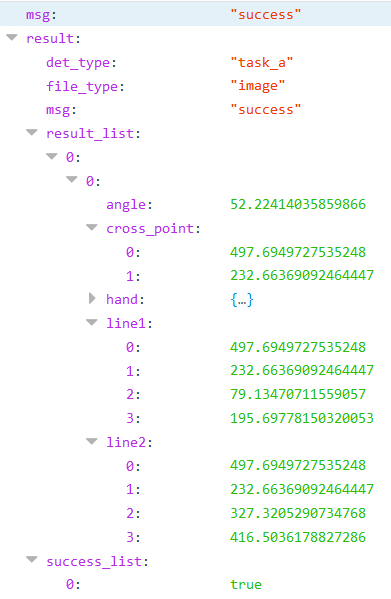 msg: "success"
result:
det_type: "task_a"
file_type: "image"
msg: "success"
result_list:
0:
0:
angle: 52.22414035859866
cross_point:
0: 497.6949727535248
1: 232.66369092464447
hand: {…}
line1:
0: 497.6949727535248
1: 232.66369092464447
2: 79.13470711559057
3: 195.69778150320053
line2:
0: 497.6949727535248
1: 232.66369092464447
2: 327.3205290734768
3: 416.5036178827286
success_list:
0: true